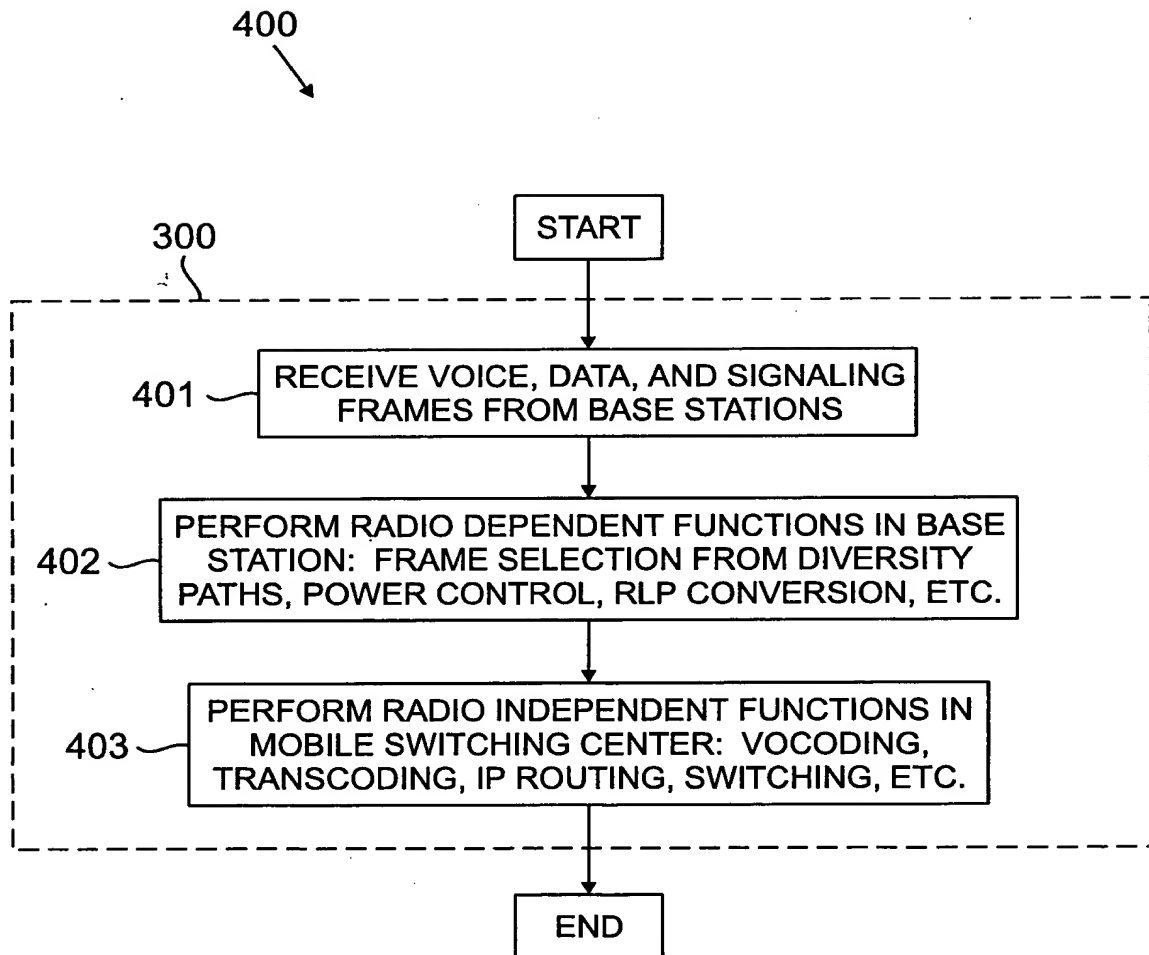 400
START
300
401
RECEIVE VOICE, DATA, AND SIGNALING
FRAMES FROM BASE STATIONS
402
PERFORM RADIO DEPENDENT FUNCTIONS IN BASE
STATION: FRAME SELECTION FROM DIVERSITY
PATHS, POWER CONTROL, RLP CONVERSION, ETC.
403
PERFORM RADIO INDEPENDENT FUNCTIONS IN
MOBILE SWITCHING CENTER: VOCODING,
TRANSCODING, IP ROUTING, SWITCHING, ETC.
END